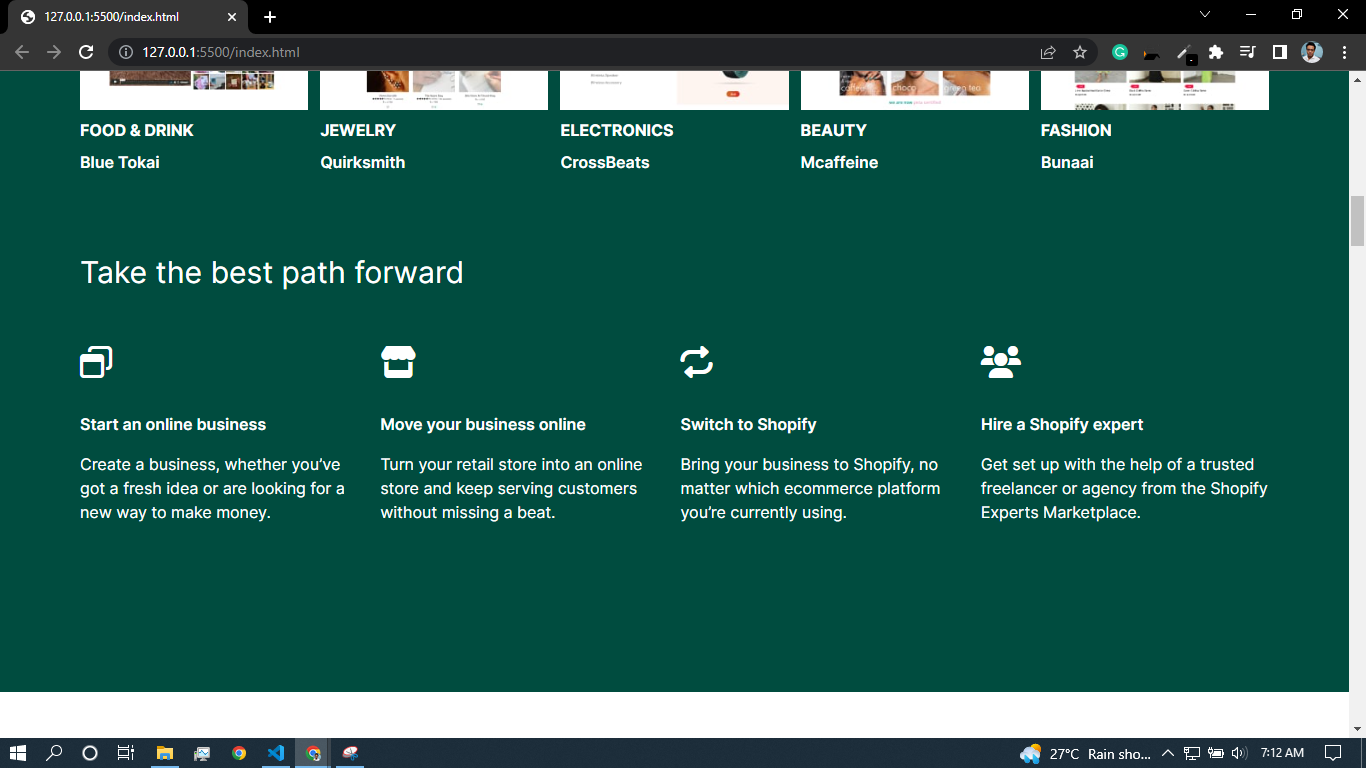 127.0.0.1:5500/index.html
127.0.0.1:5500/index.html
coffee choco green tea
FOOD & DRINK JEWELRY ELECTRONICS BEAUTY FASHION
Blue Tokai Quirksmith CrossBeats Mcaffeine Bunaai
Take the best path forward
Start an online business
Create a business, whether you’ve
got a fresh idea or are looking for a
new way to make money.
Move your business online
Turn your retail store into an online
store and keep serving customers
without missing a beat.
Switch to Shopify
Bring your business to Shopify, no
matter which ecommerce platform
you’re currently using.
Hire a Shopify expert
Get set up with the help of a trusted
freelancer or agency from the Shopify
Experts Marketplace.
27°C Rain sho... 7:12 AM